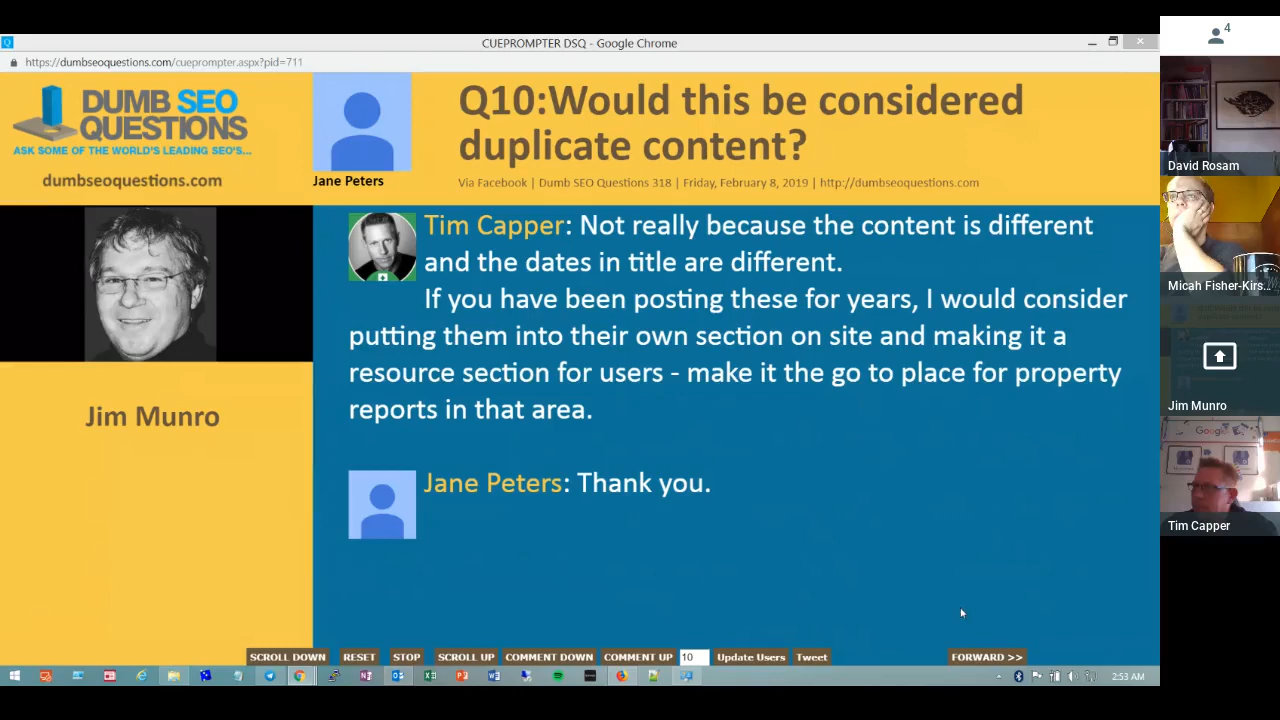 CUEPROMPTER DSQ - Google Chrome
https://dumbseoquestions.com/cueprompter.aspx?pid=711
DUMB SEO
QUESTIONS
ASK SOME OF THE WORLD'S LEADING SEO'S...
dumbseoquestions.com
Jane Peters
Q10:Would this be considered
duplicate content?
Via Facebook | Dumb SEO Questions 318 | Friday, February 8, 2019 | http://dumbseoquestions.com
Jim Munro
Tim Capper: Not really because the content is different
and the dates in title are different.
If you have been posting these for years, I would consider
putting them into their own section on site and making it a
resource section for users - make it the go to place for property
reports in that area.
Jane Peters: Thank you.
SCROLL DOWN
RESET
STOP
SCROLL UP
COMMENT DOWN
COMMENT UP
10
Update Users
Tweet
FORWARD >>
2:53 AM
4
David Rosam
Micah Fisher-Kirs...
Jim Munro
Google
Tim Capper